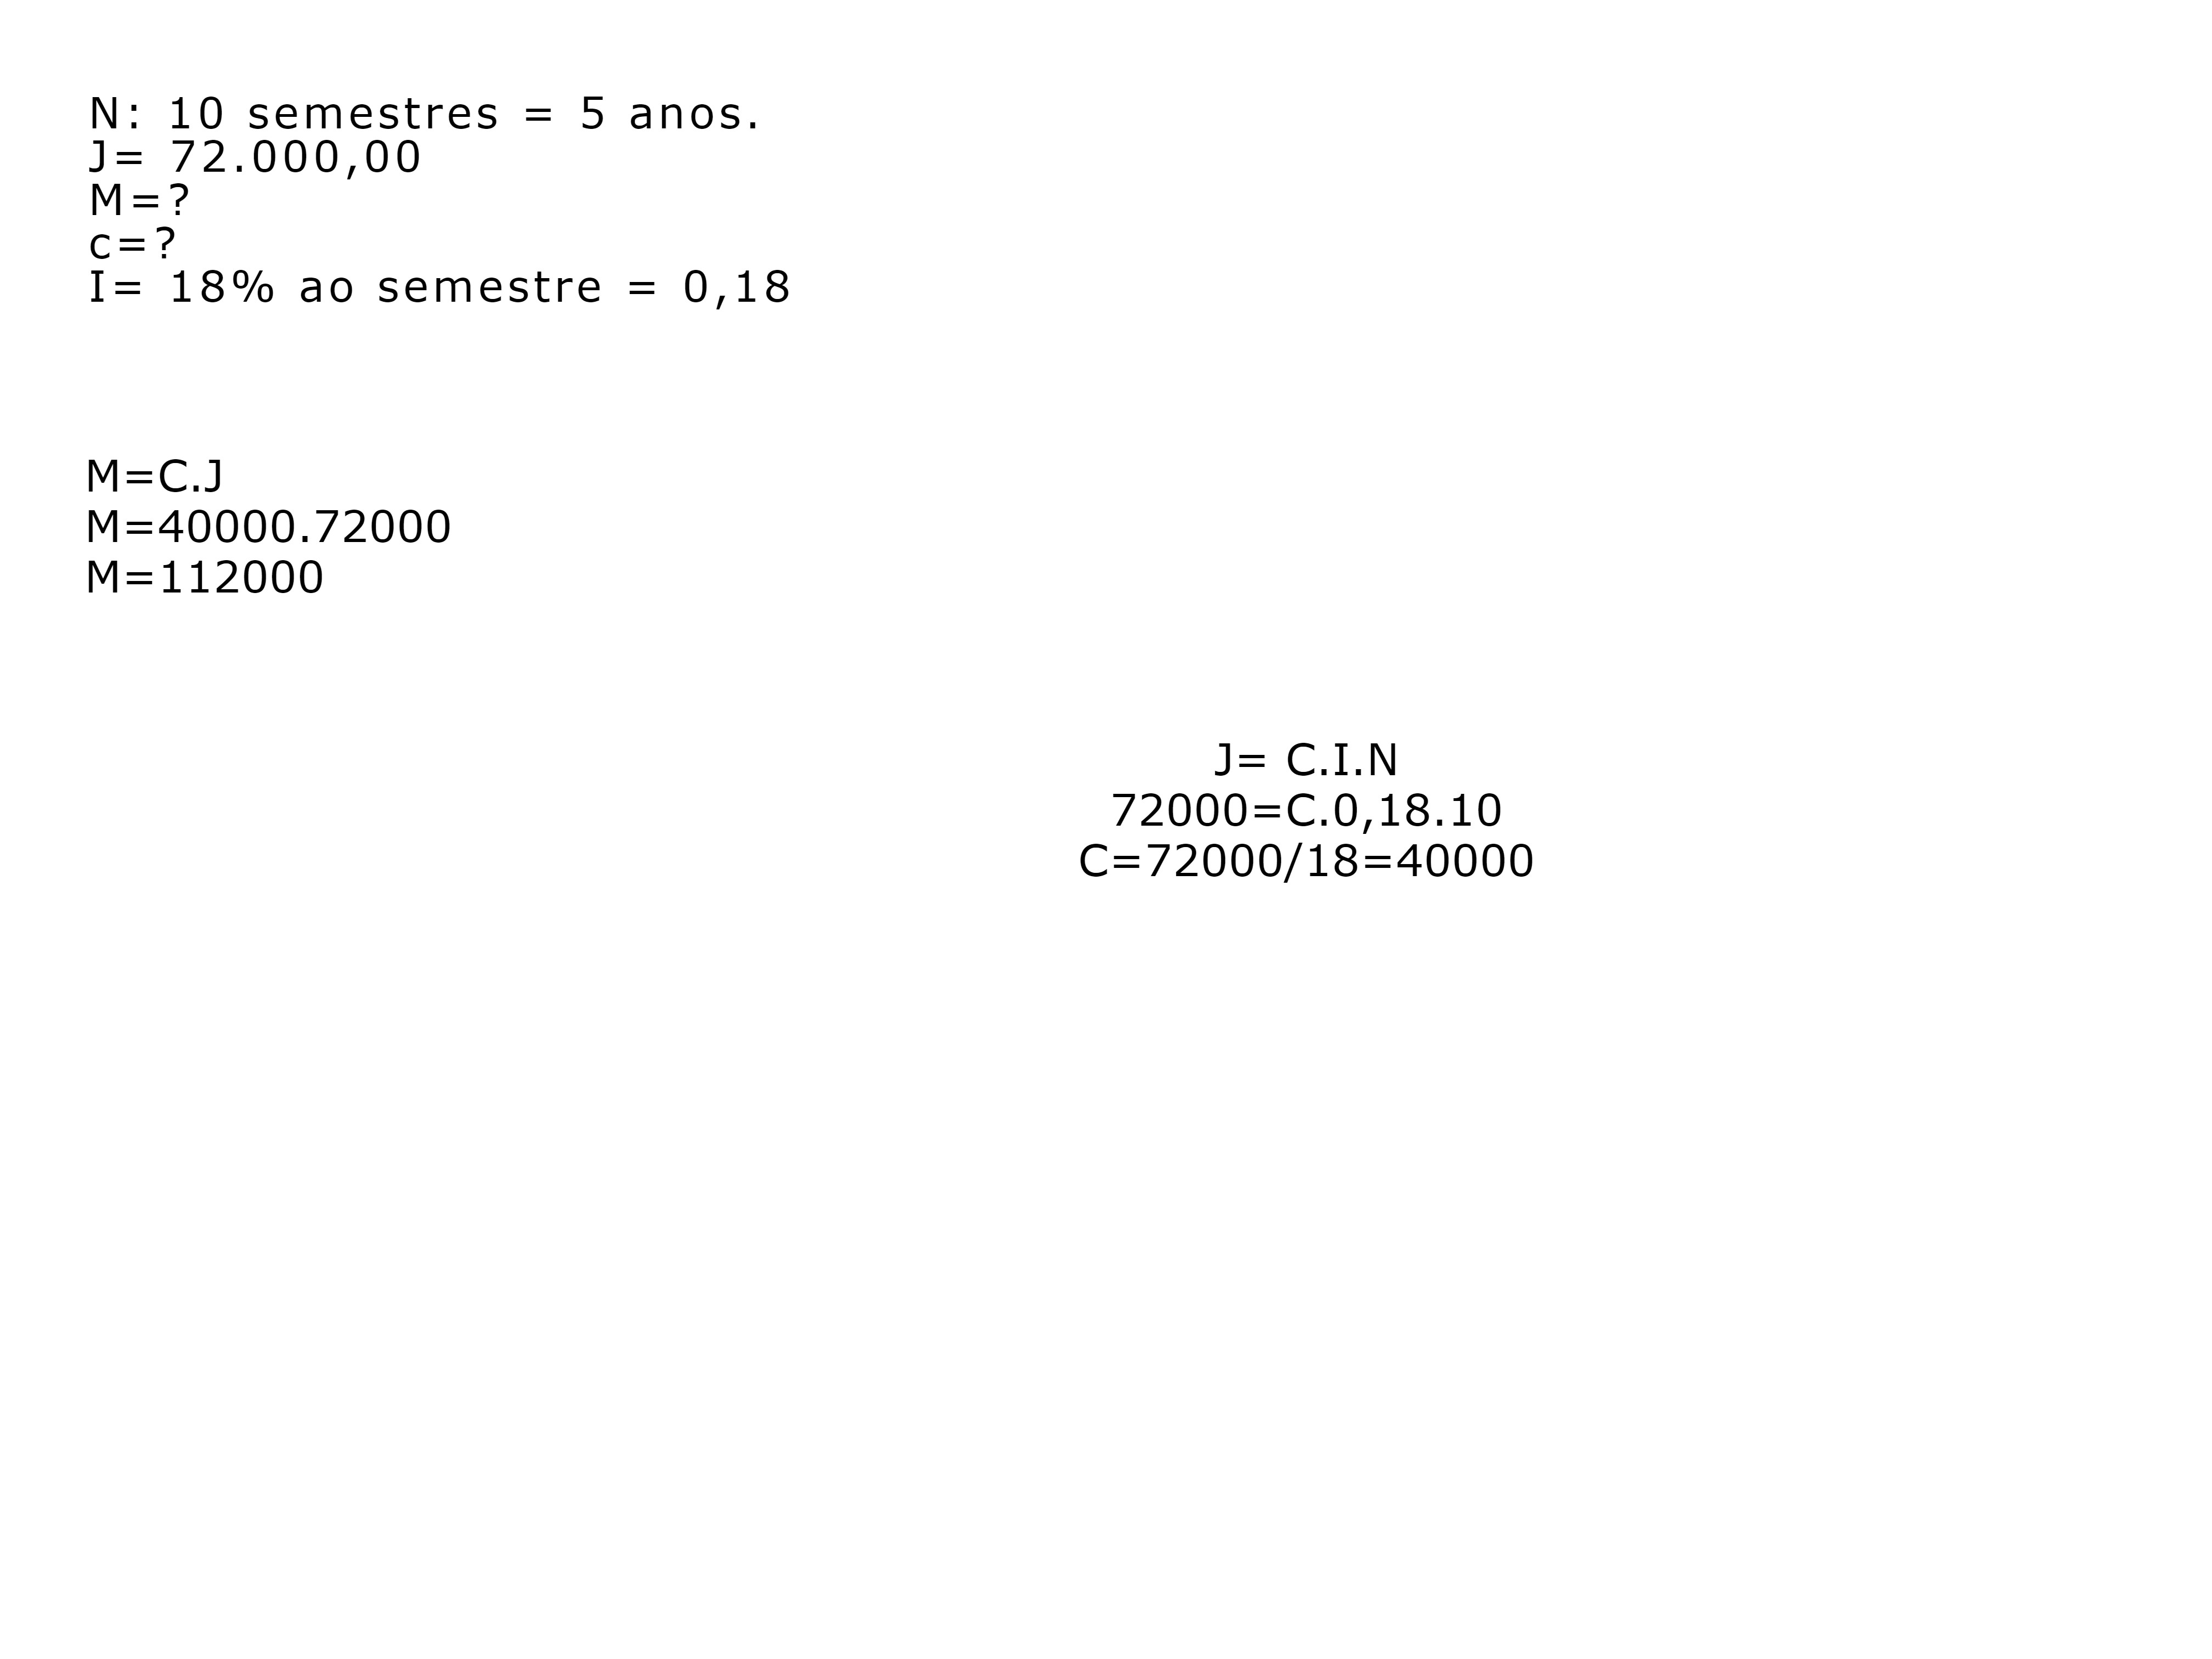 N: 10 semestres = 5 anos.
J= 72.000,00
M=?
c=?
I= 18% ao semestre = 0,18
M=C.J
M=40000.72000
M=112000
J= C.I.N
72000=C.0,18.10
C=72000/18=40000